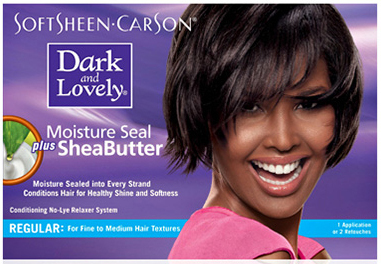 SOFTSHEEN·CARSON®
Dark
and
Lovely®
Moisture Seal
plus SheaButter
Moisture Sealed into Every Strand
Conditions Hair for Healthy Shine and Softness
Conditioning No-Lye Relaxer System
REGULAR: For Fine to Medium Hair Textures
1 Application
or 2 Retouches